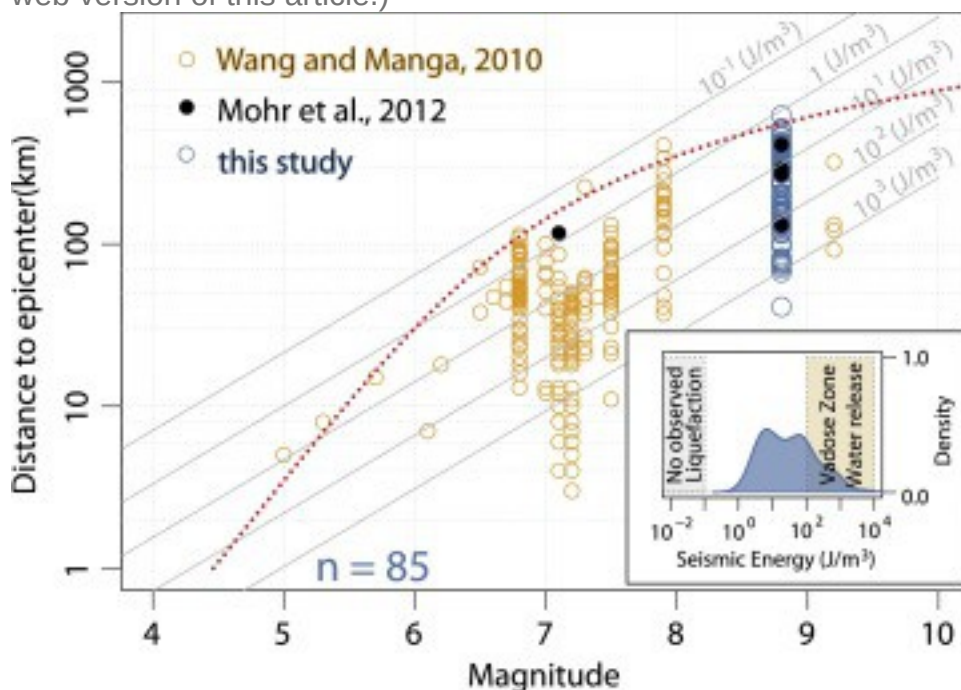 web version of this article.)
Wang and Manga, 2010
Mohr et al., 2012
this study
10⁻¹ (J/m³)
1 (J/m³)
10¹ (J/m³)
10² (J/m³)
10³ (J/m³)
Distance to epicenter(km)
1000
100
10
1
n = 85
4 5 6 7 8 9 10
Magnitude
No observed
Liquefaction
Vadose Zone
Water release
1.0
0.0
Density
10⁻² 10⁰ 10² 10⁴
Seismic Energy (J/m³)